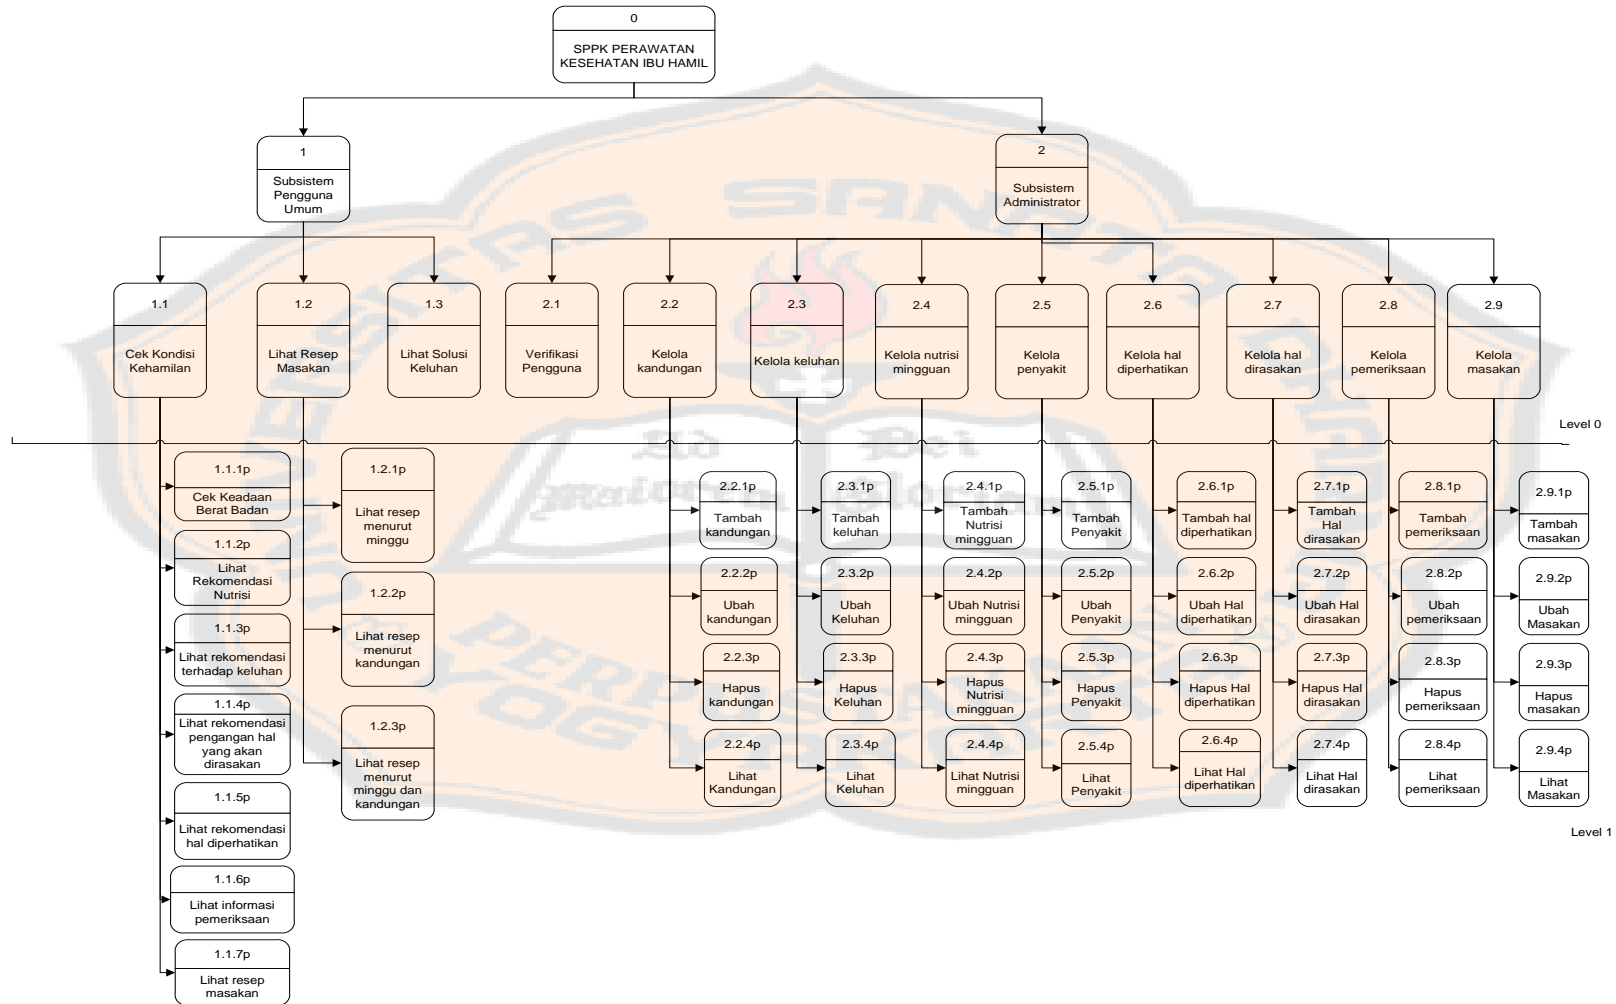 0
SPPK PERAWATAN
KESEHATAN IBU HAMIL
1
Subsistem
Pengguna
Umum
2
Subsistem
Administrator
1.1
Cek Kondisi
Kehamilan
1.2
Lihat Resep
Masakan
1.3
Lihat Solusi
Keluhan
2.1
Verifikasi
Pengguna
2.2
Kelola
kandungan
2.3
Kelola keluhan
2.4
Kelola nutrisi
mingguan
2.5
Kelola
penyakit
2.6
Kelola hal
diperhatikan
2.7
Kelola hal
dirasakan
2.8
Kelola
pemeriksaan
2.9
Kelola
masakan
Level 0
1.1.1p
Cek Keadaan
Berat Badan
1.1.2p
Lihat
Rekomendasi
Nutrisi
1.1.3p
Lihat rekomendasi
terhadap keluhan
1.1.4p
Lihat rekomendasi
pengangan hal
yang akan
dirasakan
1.1.5p
Lihat rekomendasi
hal diperhatikan
1.1.6p
Lihat informasi
pemeriksaan
1.1.7p
Lihat resep
masakan
1.2.1p
Lihat resep
menurut
minggu
1.2.2p
Lihat resep
menurut
kandungan
1.2.3p
Lihat resep
menurut
minggu dan
kandungan
2.2.1p
Tambah
kandungan
2.2.2p
Ubah
kandungan
2.2.3p
Hapus
kandungan
2.2.4p
Lihat
Kandungan
2.3.1p
Tambah
keluhan
2.3.2p
Ubah
Keluhan
2.3.3p
Hapus
Keluhan
2.3.4p
Lihat
Keluhan
2.4.1p
Tambah
Nutrisi
mingguan
2.4.2p
Ubah Nutrisi
mingguan
2.4.3p
Hapus
Nutrisi
mingguan
2.4.4p
Lihat Nutrisi
mingguan
2.5.1p
Tambah
Penyakit
2.5.2p
Ubah
Penyakit
2.5.3p
Hapus
Penyakit
2.5.4p
Lihat
Penyakit
2.6.1p
Tambah hal
diperhatikan
2.6.2p
Ubah Hal
diperhatikan
2.6.3p
Hapus Hal
diperhatikan
2.6.4p
Lihat Hal
diperhatikan
2.7.1p
Tambah
Hal
dirasakan
2.7.2p
Ubah Hal
dirasakan
2.7.3p
Hapus Hal
dirasakan
2.7.4p
Lihat Hal
dirasakan
2.8.1p
Tambah
pemeriksaan
2.8.2p
Ubah
pemeriksaan
2.8.3p
Hapus
pemeriksaan
2.8.4p
Lihat
pemeriksaan
2.9.1p
Tambah
masakan
2.9.2p
Ubah
Masakan
2.9.3p
Hapus
masakan
2.9.4p
Lihat
Masakan
Level 1
UNIVERSITAS SANATA DHARMA
Ad Dei
Maiorem Gloriam
PERPUSTAKAAN
YOGYAKARTA